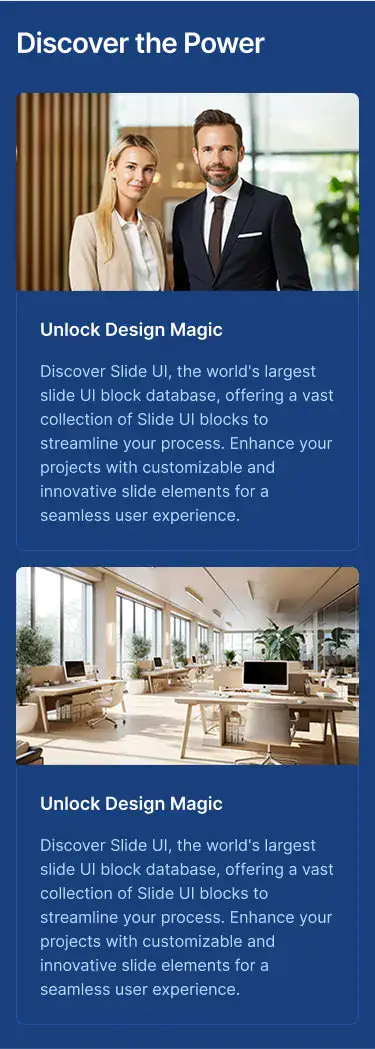 Discover the Power
Unlock Design Magic
Discover Slide UI, the world's largest
slide UI block database, offering a vast
collection of Slide UI blocks to
streamline your process. Enhance your
projects with customizable and
innovative slide elements for a
seamless user experience.
Unlock Design Magic
Discover Slide UI, the world's largest
slide UI block database, offering a vast
collection of Slide UI blocks to
streamline your process. Enhance your
projects with customizable and
innovative slide elements for a
seamless user experience.